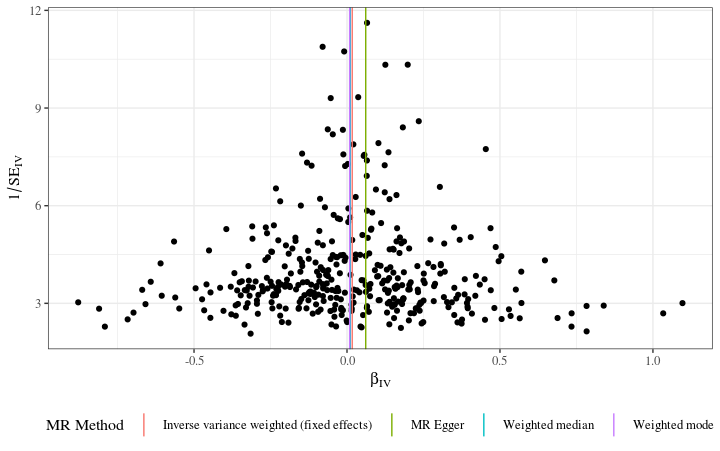 12
9
6
3
1/SE_IV
-0.5 0.0 0.5 1.0
β_IV
MR Method Inverse variance weighted (fixed effects) MR Egger Weighted median Weighted mode